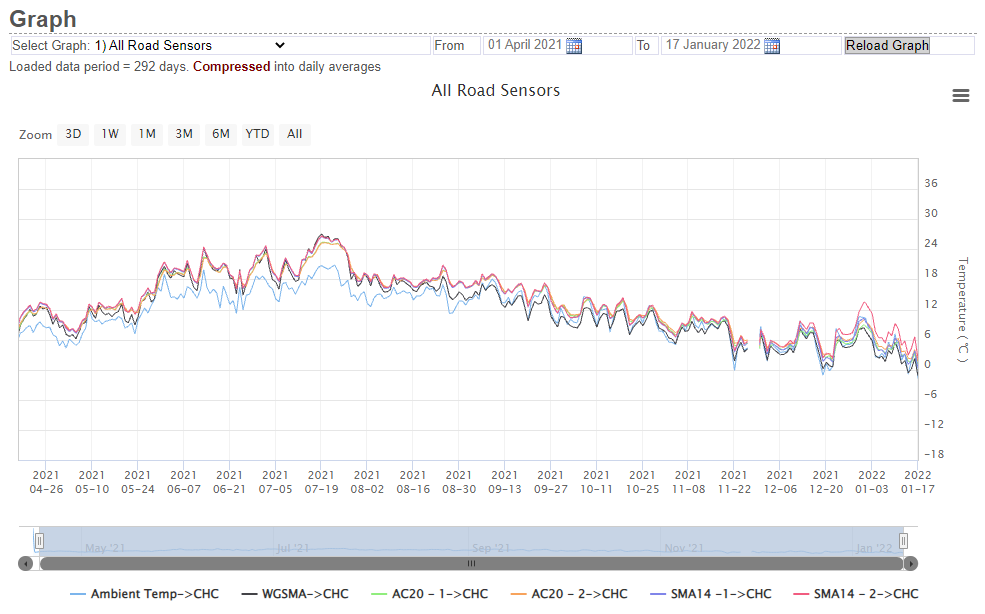 Graph
Select Graph: 1) All Road Sensors From 01 April 2021 To 17 January 2022 Reload Graph
Loaded data period = 292 days. Compressed into daily averages
All Road Sensors
Zoom 3D 1W 1M 3M 6M YTD All
36
30
24
18
12
6
0
-6
-12
-18
Temperature ( ℃ )
2021 2021 2021 2021 2021 2021 2021 2021 2021 2021 2021 2021 2021 2021 2021 2021 2021 2021 2022 2022
04-26 05-10 05-24 06-07 06-21 07-05 07-19 08-02 08-16 08-30 09-13 09-27 10-11 10-25 11-08 11-22 12-06 12-20 01-03 01-17
May '21 Jul '21 Sep '21 Nov '21 Jan '22
Ambient Temp->CHC WGSMA->CHC AC20 - 1->CHC AC20 - 2->CHC SMA14 -1->CHC SMA14 - 2->CHC